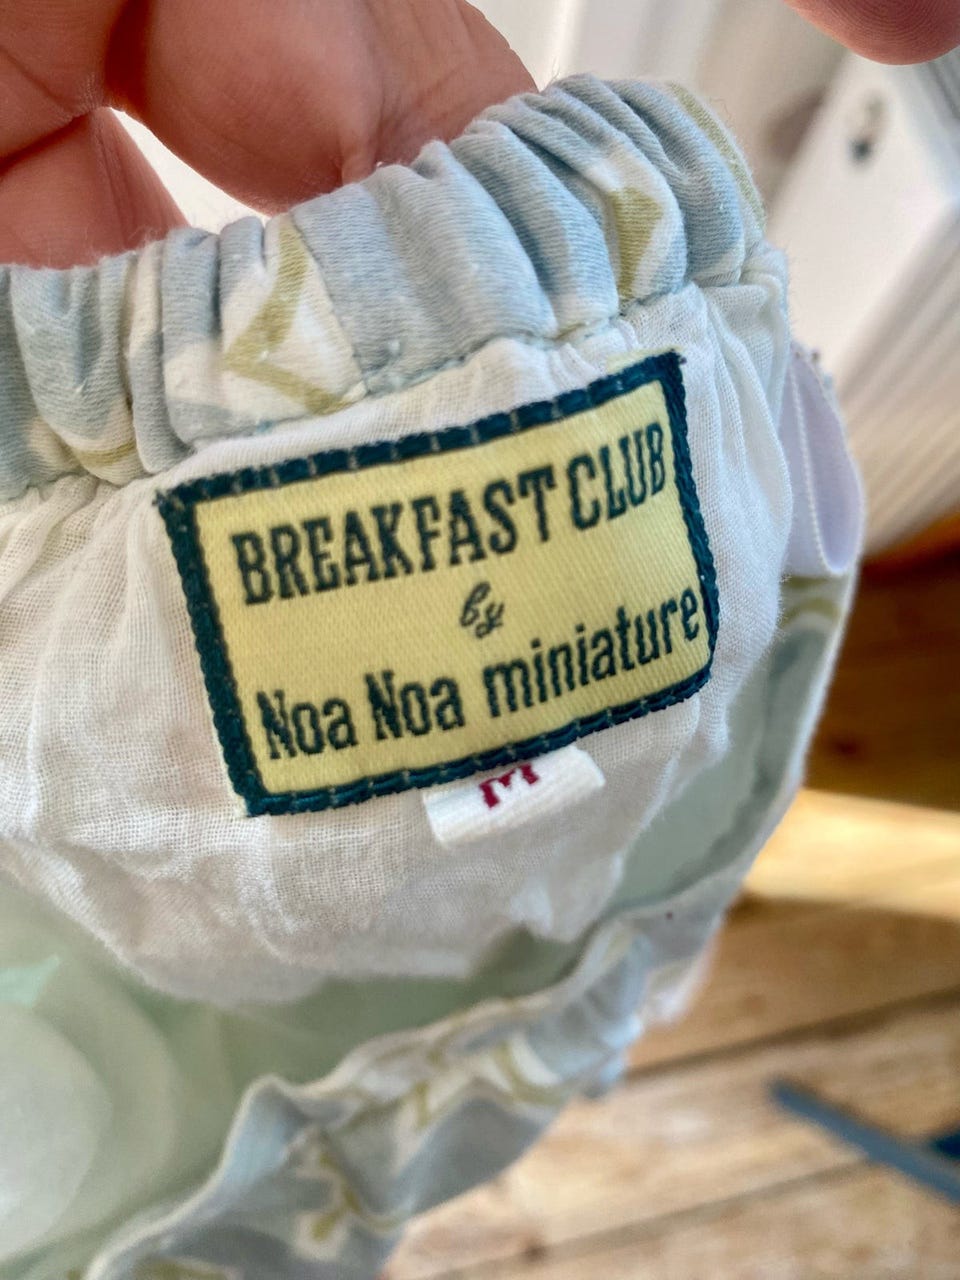 BREAKFAST CLUB
by
Noa Noa miniature
M